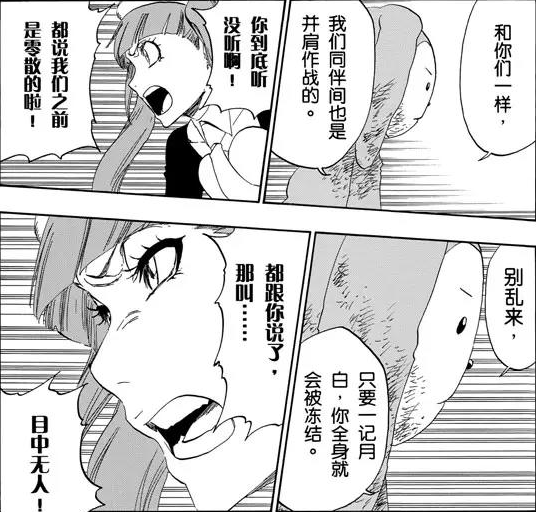 和你们一样，
我们同伴间也是
并肩作战的。
你到底听
没听啊！
都说我们之前
是零散的啦！
别乱来，
只要一记月
白，你全身就
会被冻结。
都跟你说了，
那叫……
目中无人！